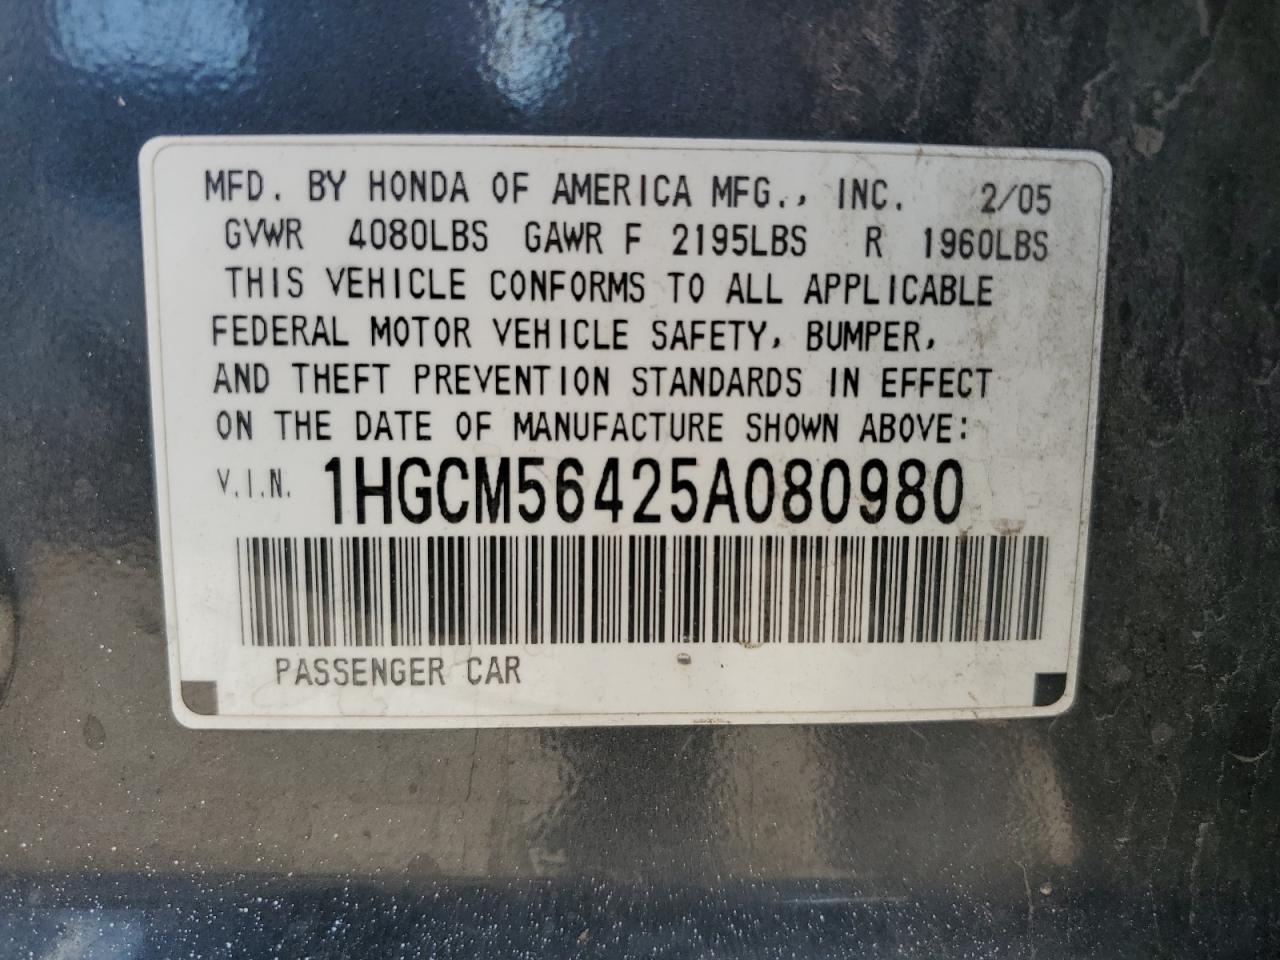 MFD. BY HONDA OF AMERICA MFG., INC. 2/05
GVWR 4080LBS GAWR F 2195LBS R 1960LBS
THIS VEHICLE CONFORMS TO ALL APPLICABLE
FEDERAL MOTOR VEHICLE SAFETY, BUMPER,
AND THEFT PREVENTION STANDARDS IN EFFECT
ON THE DATE OF MANUFACTURE SHOWN ABOVE:
V.I.N. 1HGCM56425A080980
PASSENGER CAR